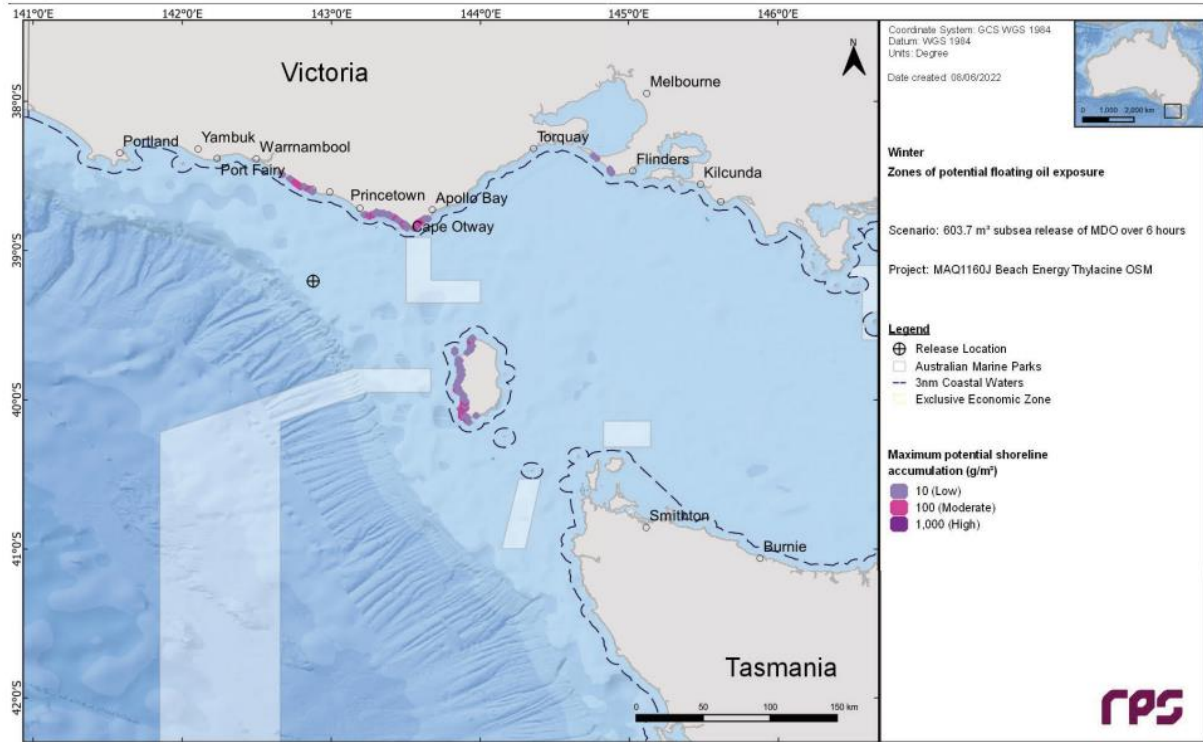 141°0'E 142°0'E 143°0'E 144°0'E 145°0'E 146°0'E
38°0'S
39°0'S
40°0'S
41°0'S
42°0'S
Victoria
N
Melbourne
Portland
Yambuk
Warrnambool
Port Fairy
Torquay
Flinders
Kilcunda
Princetown
Apollo Bay
Cape Otway
Smithton
Burnie
Tasmania
0 50 100 150 km
Coordinate System: GCS WGS 1984
Datum: WGS 1984
Units: Degree
Date created: 08/06/2022
0 1,000 2,000 km
Winter
Zones of potential floating oil exposure
Scenario: 603.7 m³ subsea release of MDO over 6 hours
Project: MAQ1160J Beach Energy Thylacine OSM
Legend
Release Location
Australian Marine Parks
3nm Coastal Waters
Exclusive Economic Zone
Maximum potential shoreline
accumulation (g/m²)
10 (Low)
100 (Moderate)
1,000 (High)
rps